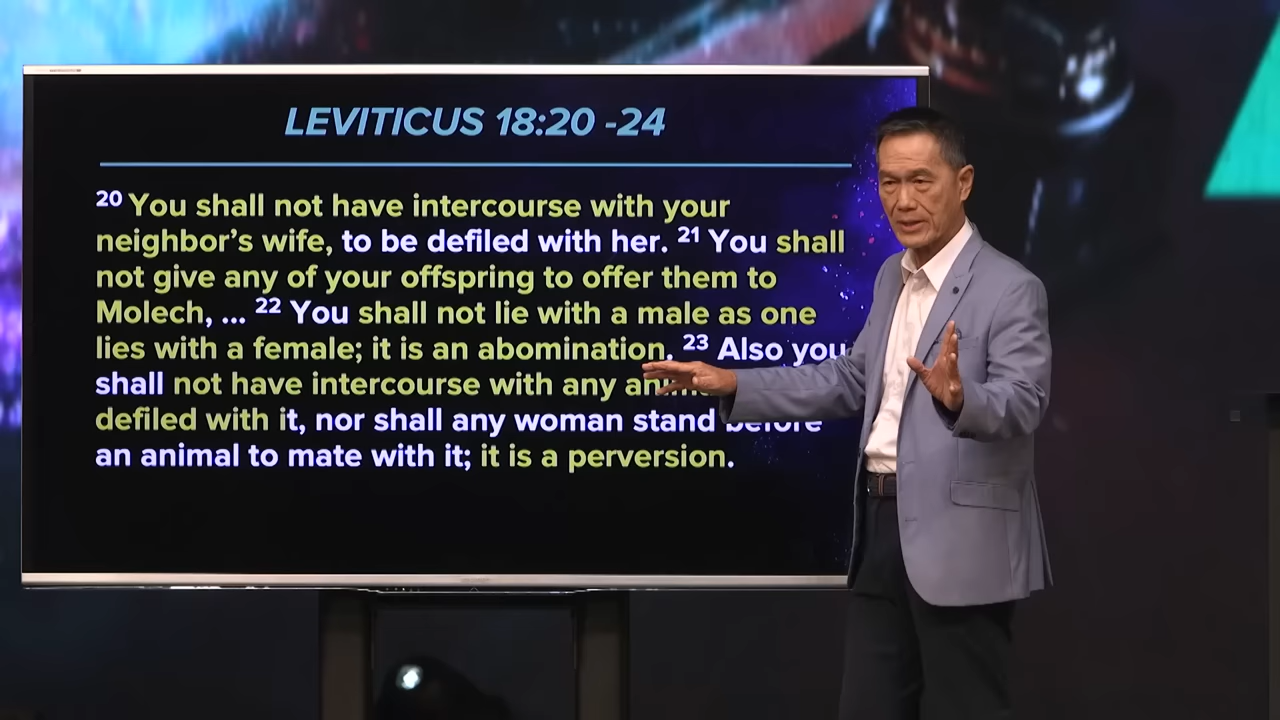 LEVITICUS 18:20 -24
20 You shall not have intercourse with your
neighbor's wife, to be defiled with her. 21 You shall
not give any of your offspring to offer them to
Molech, ... 22 You shall not lie with a male as one
lies with a female; it is an abomination. 23 Also you
shall not have intercourse with any
defiled with it, nor shall any woman stand before
an animal to mate with it; it is a perversion.